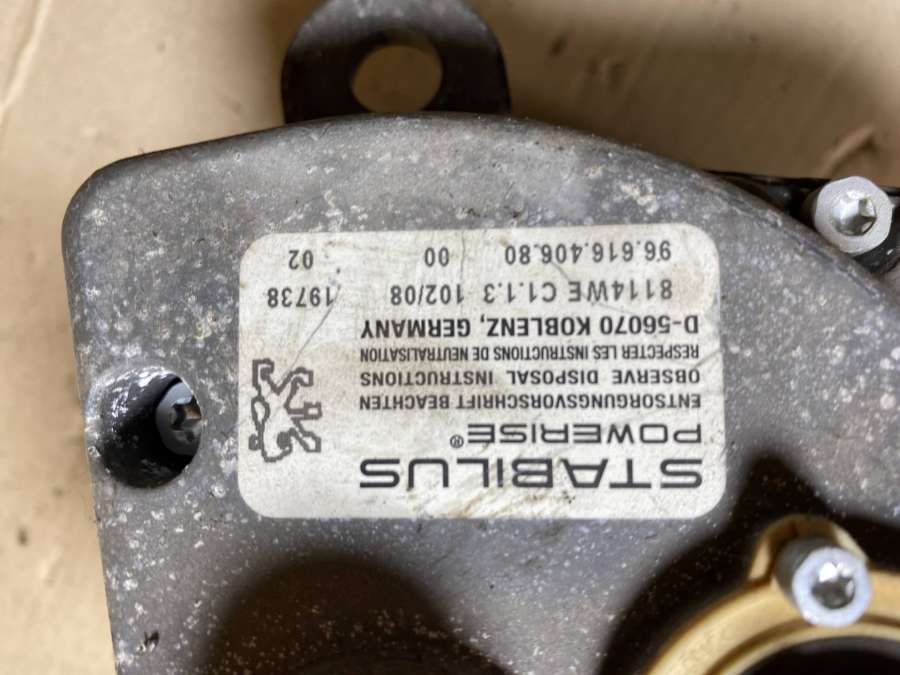 STABILUS
POWERISE®
ENTSORGUNGSVORSCHRIFT BEACHTEN
OBSERVE DISPOSAL INSTRUCTIONS
RESPECTER LES INSTRUCTIONS DE NEUTRALISATION
D-56070 KOBLENZ, GERMANY
8114WE C1.1.3 102/08 19738
96.616.406.80 00 02